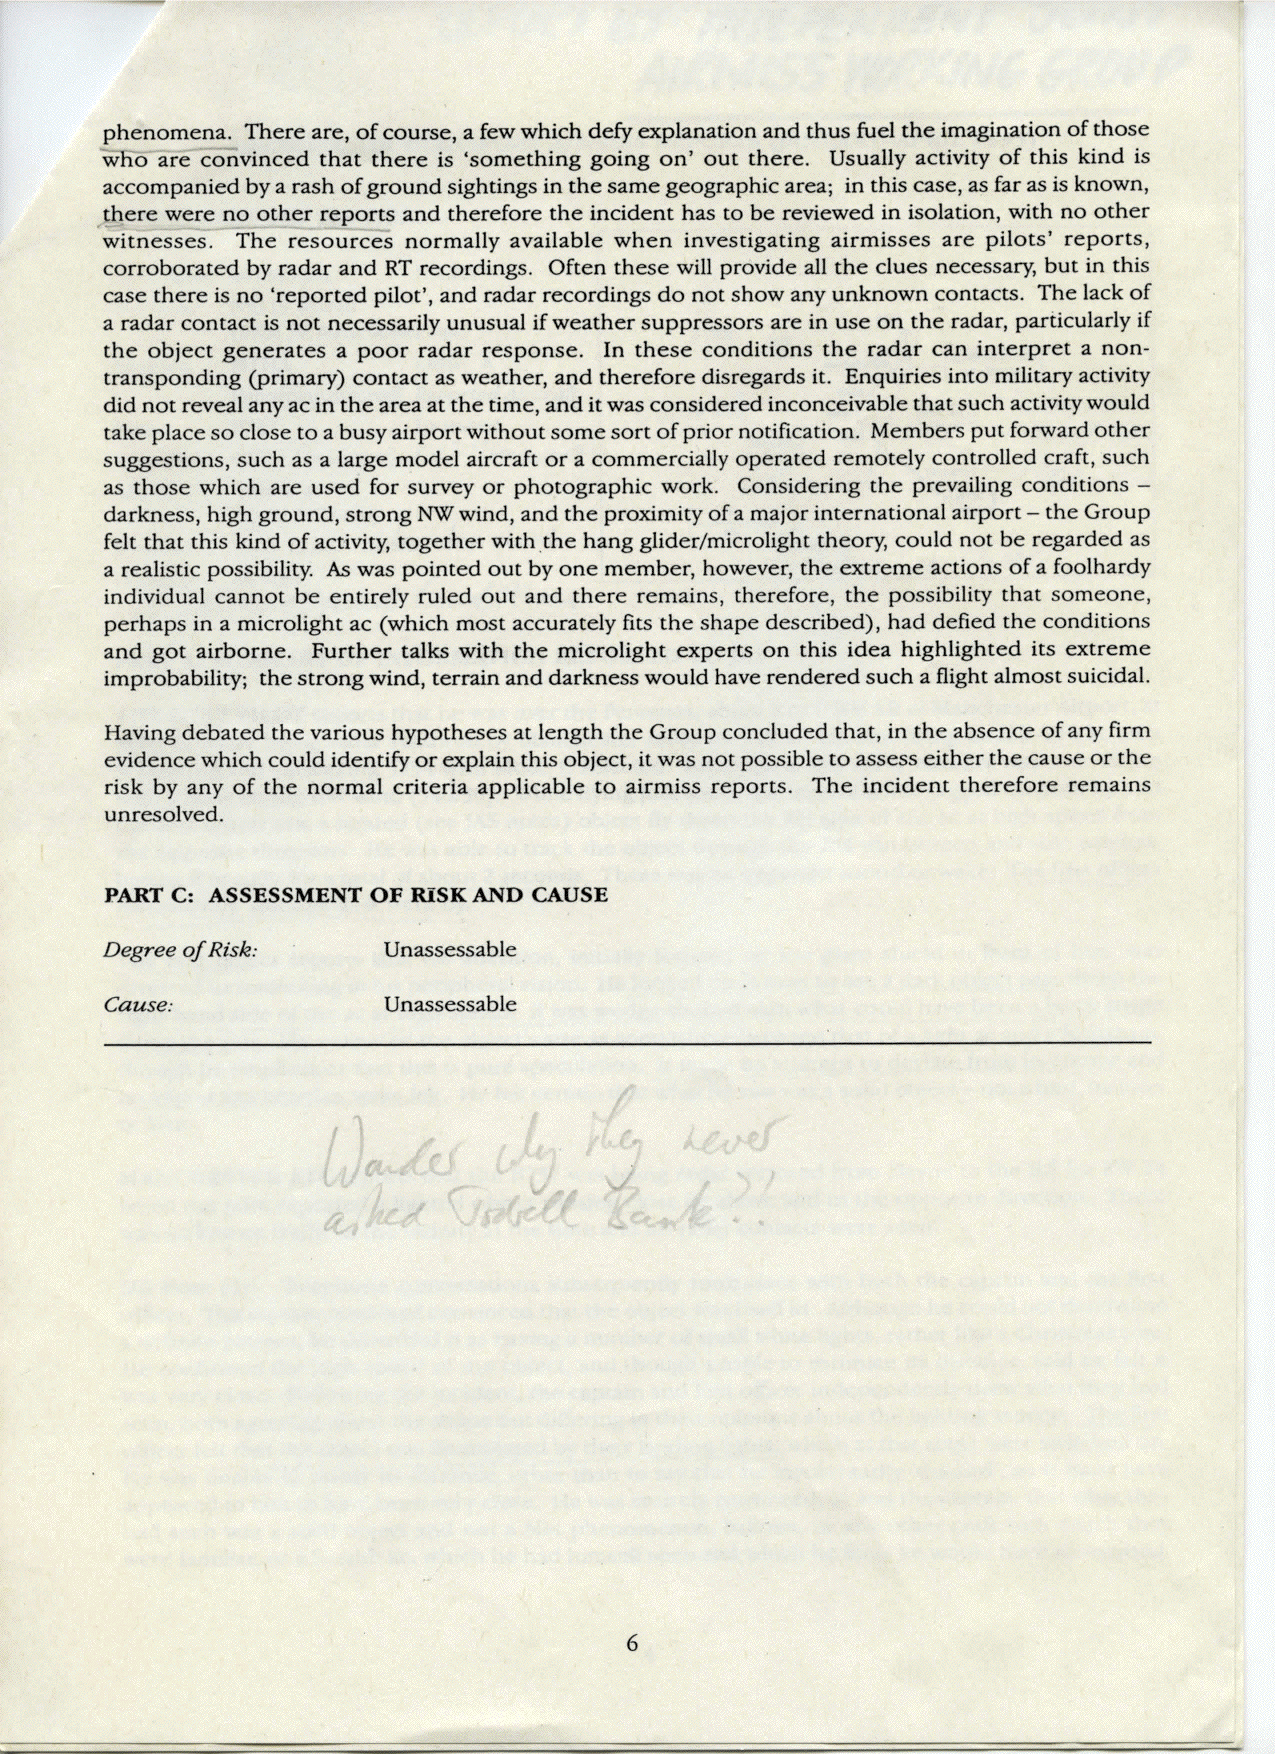 phenomena. There are, of course, a few which defy explanation and thus fuel the imagination of those
who are convinced that there is ‘something going on’ out there. Usually activity of this kind is
accompanied by a rash of ground sightings in the same geographic area; in this case, as far as is known,
there were no other reports and therefore the incident has to be reviewed in isolation, with no other
witnesses. The resources normally available when investigating airmisses are pilots’ reports,
corroborated by radar and RT recordings. Often these will provide all the clues necessary, but in this
case there is no ‘reported pilot’, and radar recordings do not show any unknown contacts. The lack of
a radar contact is not necessarily unusual if weather suppressors are in use on the radar, particularly if
the object generates a poor radar response. In these conditions the radar can interpret a non-
transponding (primary) contact as weather, and therefore disregards it. Enquiries into military activity
did not reveal any ac in the area at the time, and it was considered inconceivable that such activity would
take place so close to a busy airport without some sort of prior notification. Members put forward other
suggestions, such as a large model aircraft or a commercially operated remotely controlled craft, such
as those which are used for survey or photographic work. Considering the prevailing conditions –
darkness, high ground, strong NW wind, and the proximity of a major international airport – the Group
felt that this kind of activity, together with the hang glider/microlight theory, could not be regarded as
a realistic possibility. As was pointed out by one member, however, the extreme actions of a foolhardy
individual cannot be entirely ruled out and there remains, therefore, the possibility that someone,
perhaps in a microlight ac (which most accurately fits the shape described), had defied the conditions
and got airborne. Further talks with the microlight experts on this idea highlighted its extreme
improbability; the strong wind, terrain and darkness would have rendered such a flight almost suicidal.
Having debated the various hypotheses at length the Group concluded that, in the absence of any firm
evidence which could identify or explain this object, it was not possible to assess either the cause or the
risk by any of the normal criteria applicable to airmiss reports. The incident therefore remains
unresolved.
PART C: ASSESSMENT OF RISK AND CAUSE
Degree of Risk: Unassessable
Cause: Unassessable
Wonder why they never
asked Jodrell Bank?!
6